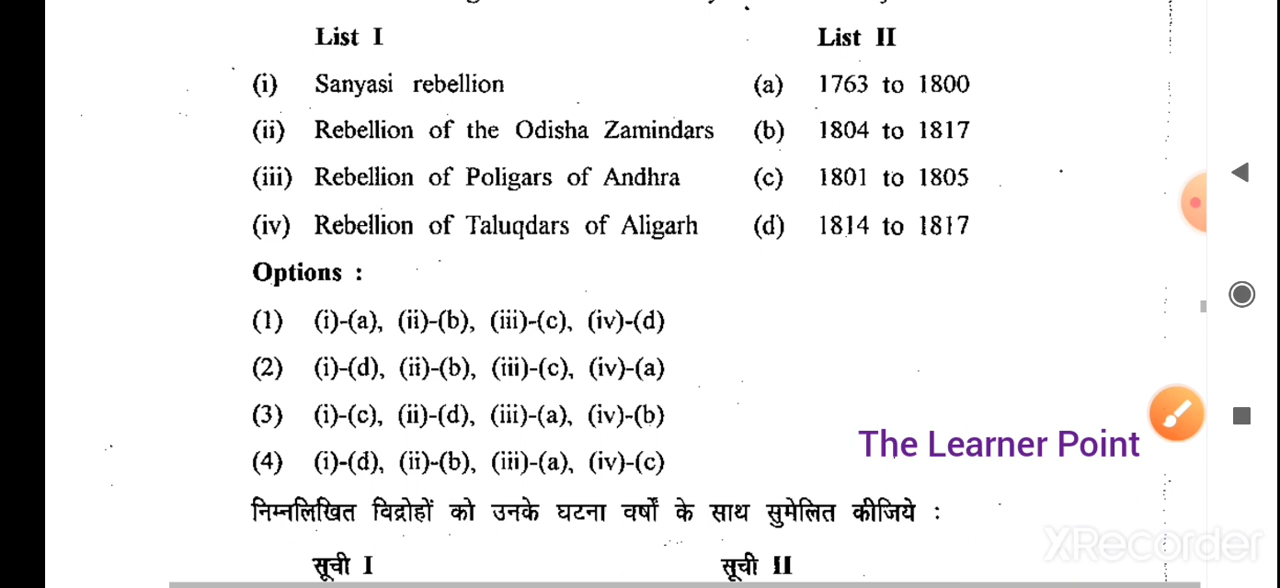 List I List II
(i) Sanyasi rebellion (a) 1763 to 1800
(ii) Rebellion of the Odisha Zamindars (b) 1804 to 1817
(iii) Rebellion of Poligars of Andhra (c) 1801 to 1805
(iv) Rebellion of Taluqdars of Aligarh (d) 1814 to 1817
Options :
(1) (i)-(a), (ii)-(b), (iii)-(c), (iv)-(d)
(2) (i)-(d), (ii)-(b), (iii)-(c), (iv)-(a)
(3) (i)-(c), (ii)-(d), (iii)-(a), (iv)-(b)
(4) (i)-(d), (ii)-(b), (iii)-(a), (iv)-(c)
The Learner Point
निम्नलिखित विद्रोहों को उनके घटना वर्षों के साथ सुमेलित कीजिये :
XRecorder
सूची I सूची II